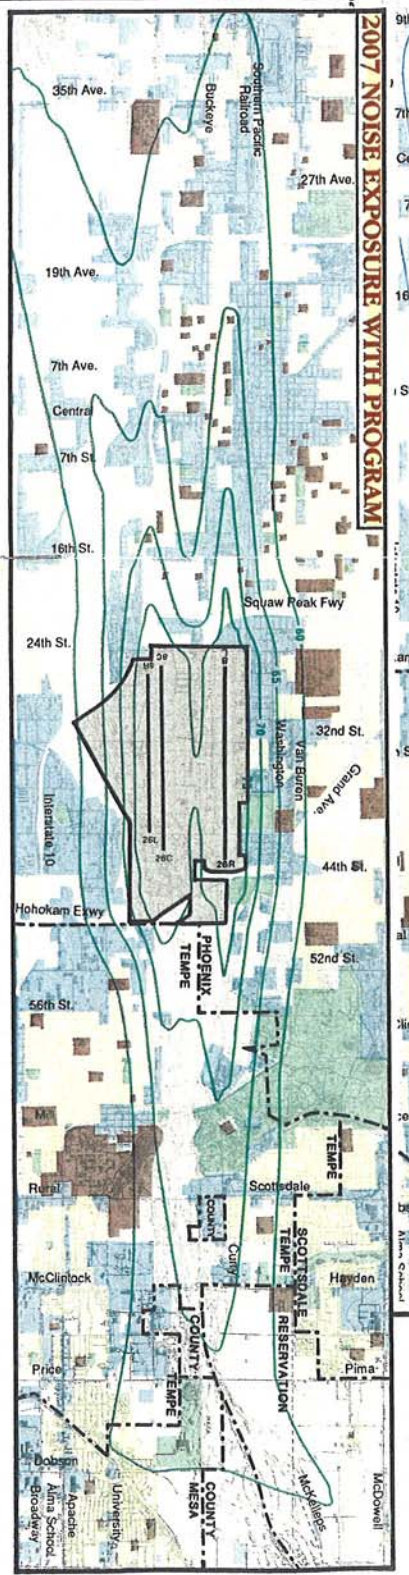 2007 NOISE EXPOSURE WITH PROGRAM
35th Ave.
Buckeye
Southern Pacific
Railroad
27th Ave.
19th Ave.
7th Ave.
Central
7th St.
16th St.
Squaw Peak Fwy
24th St.
60
65
70
Washington
Van Buren
32nd St.
Grand Ave.
44th St.
8R
8C
8
26L
26C
26R
Interstate 10
Hohokam Exwy
PHOENIX
TEMPE
52nd St.
56th St.
Mill
TEMPE
Rural
Scottsdale
COUNTY
Curry
SCOTTSDALE
TEMPE
McClintock
Hayden
RESERVATION
COUNTY
TEMPE
Price
Pima
Dobson
McKelleps
McDowell
COUNTY
MESA
University
Apache
Alma School
Broadway